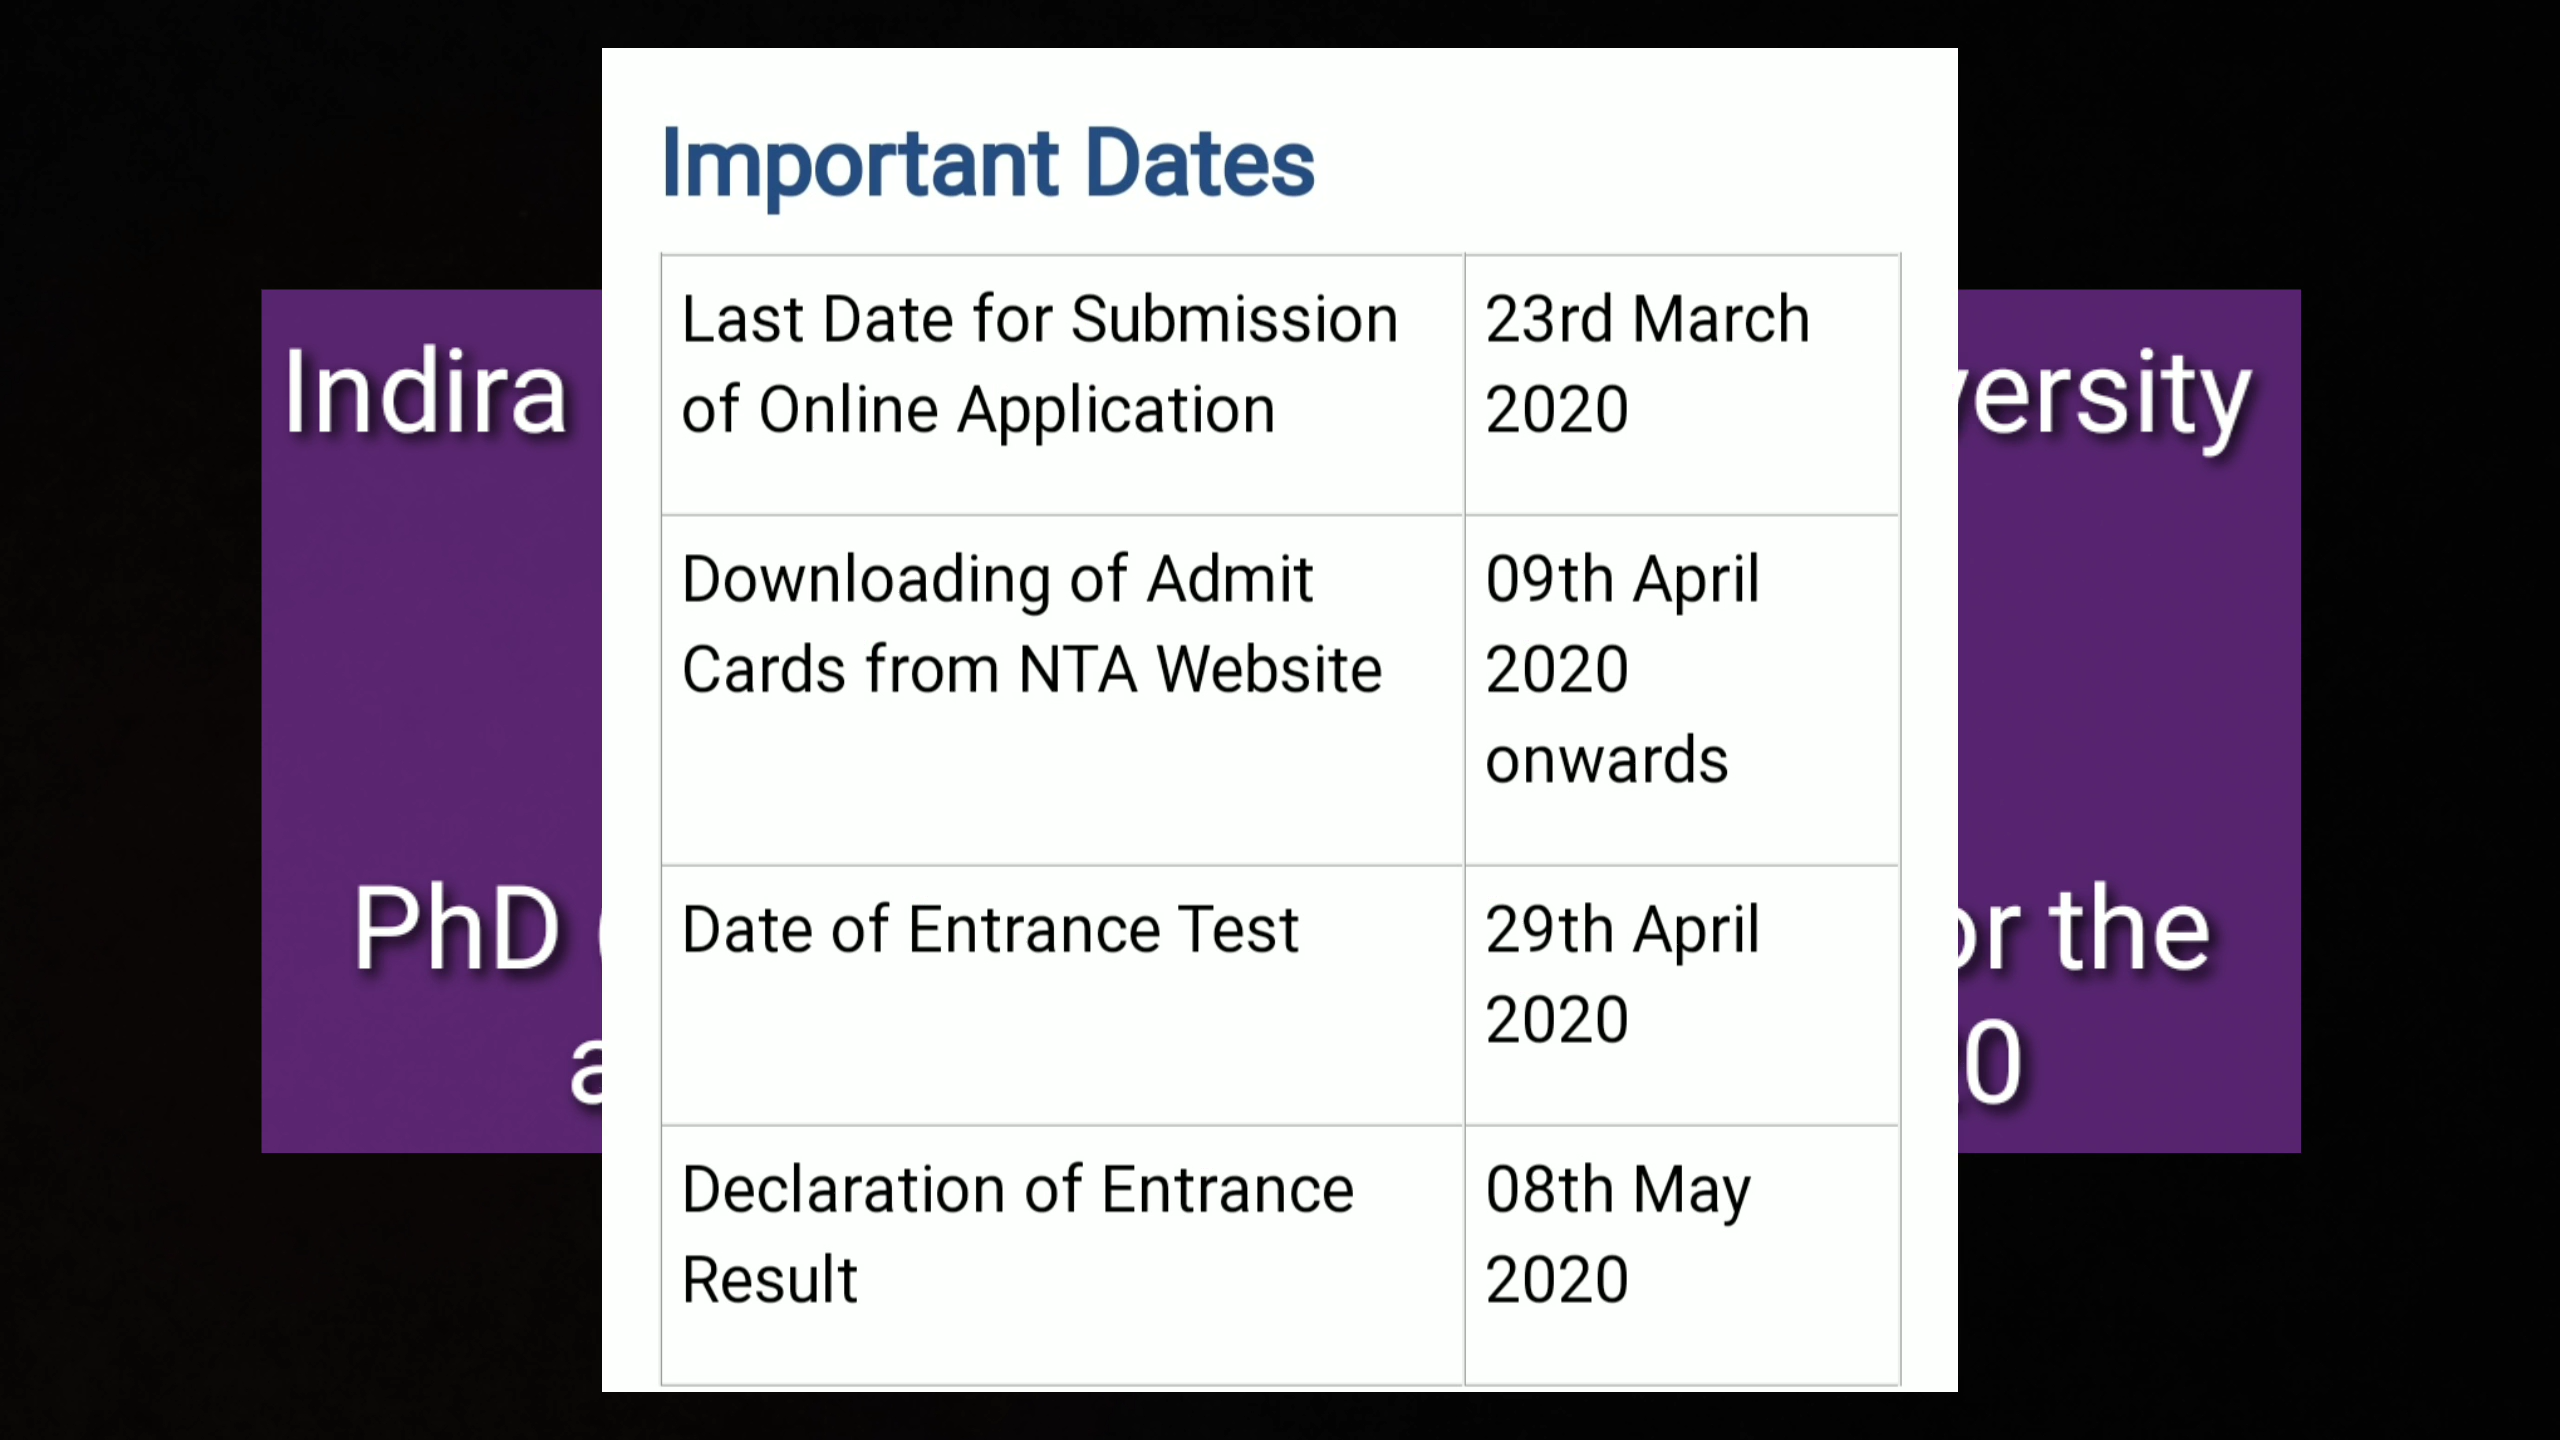 Important Dates
Last Date for Submission
of Online Application
23rd March
2020
Downloading of Admit
Cards from NTA Website
09th April
2020
onwards
Date of Entrance Test
29th April
2020
Declaration of Entrance
Result
08th May
2020
Indira
PhD
the